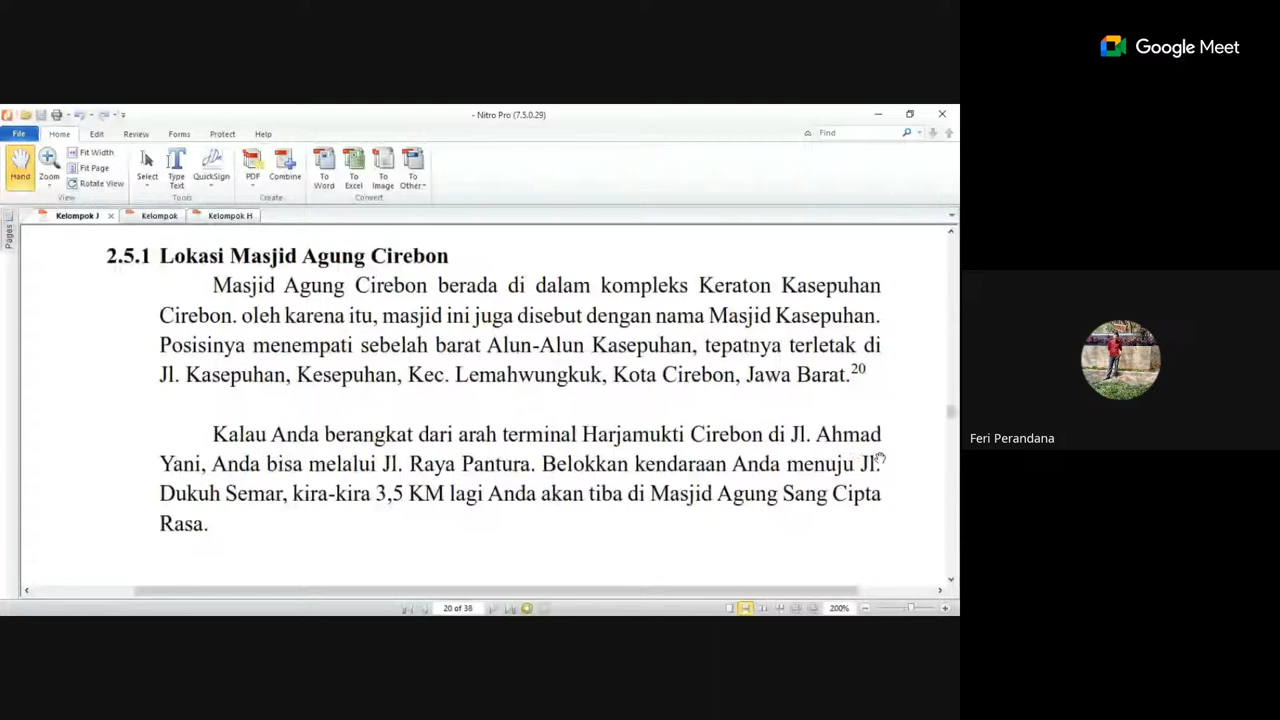 Google Meet
- Nitro Pro (7.5.0.29)
File Home Edit Review Forms Protect Help Find
Hand Zoom Fit Width Fit Page Rotate View Select Type Text QuickSign PDF Combine To Word To Excel To Image To Other
View Tools Create Convert
Kelompok J Kelompok Kelompok H
Pages
2.5.1 Lokasi Masjid Agung Cirebon
Masjid Agung Cirebon berada di dalam kompleks Keraton Kasepuhan
Cirebon. oleh karena itu, masjid ini juga disebut dengan nama Masjid Kasepuhan.
Posisinya menempati sebelah barat Alun-Alun Kasepuhan, tepatnya terletak di
Jl. Kasepuhan, Kesepuhan, Kec. Lemahwungkuk, Kota Cirebon, Jawa Barat.20
Kalau Anda berangkat dari arah terminal Harjamukti Cirebon di Jl. Ahmad
Yani, Anda bisa melalui Jl. Raya Pantura. Belokkan kendaraan Anda menuju Jl.
Dukuh Semar, kira-kira 3,5 KM lagi Anda akan tiba di Masjid Agung Sang Cipta
Rasa.
20 of 38 200%
Feri Perandana